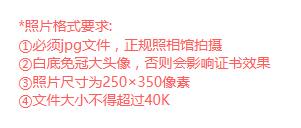 *照片格式要求:
①必须jpg文件，正规照相馆拍摄
②白底免冠大头像，否则会影响证书效果
③照片尺寸为250×350像素
④文件大小不得超过40K